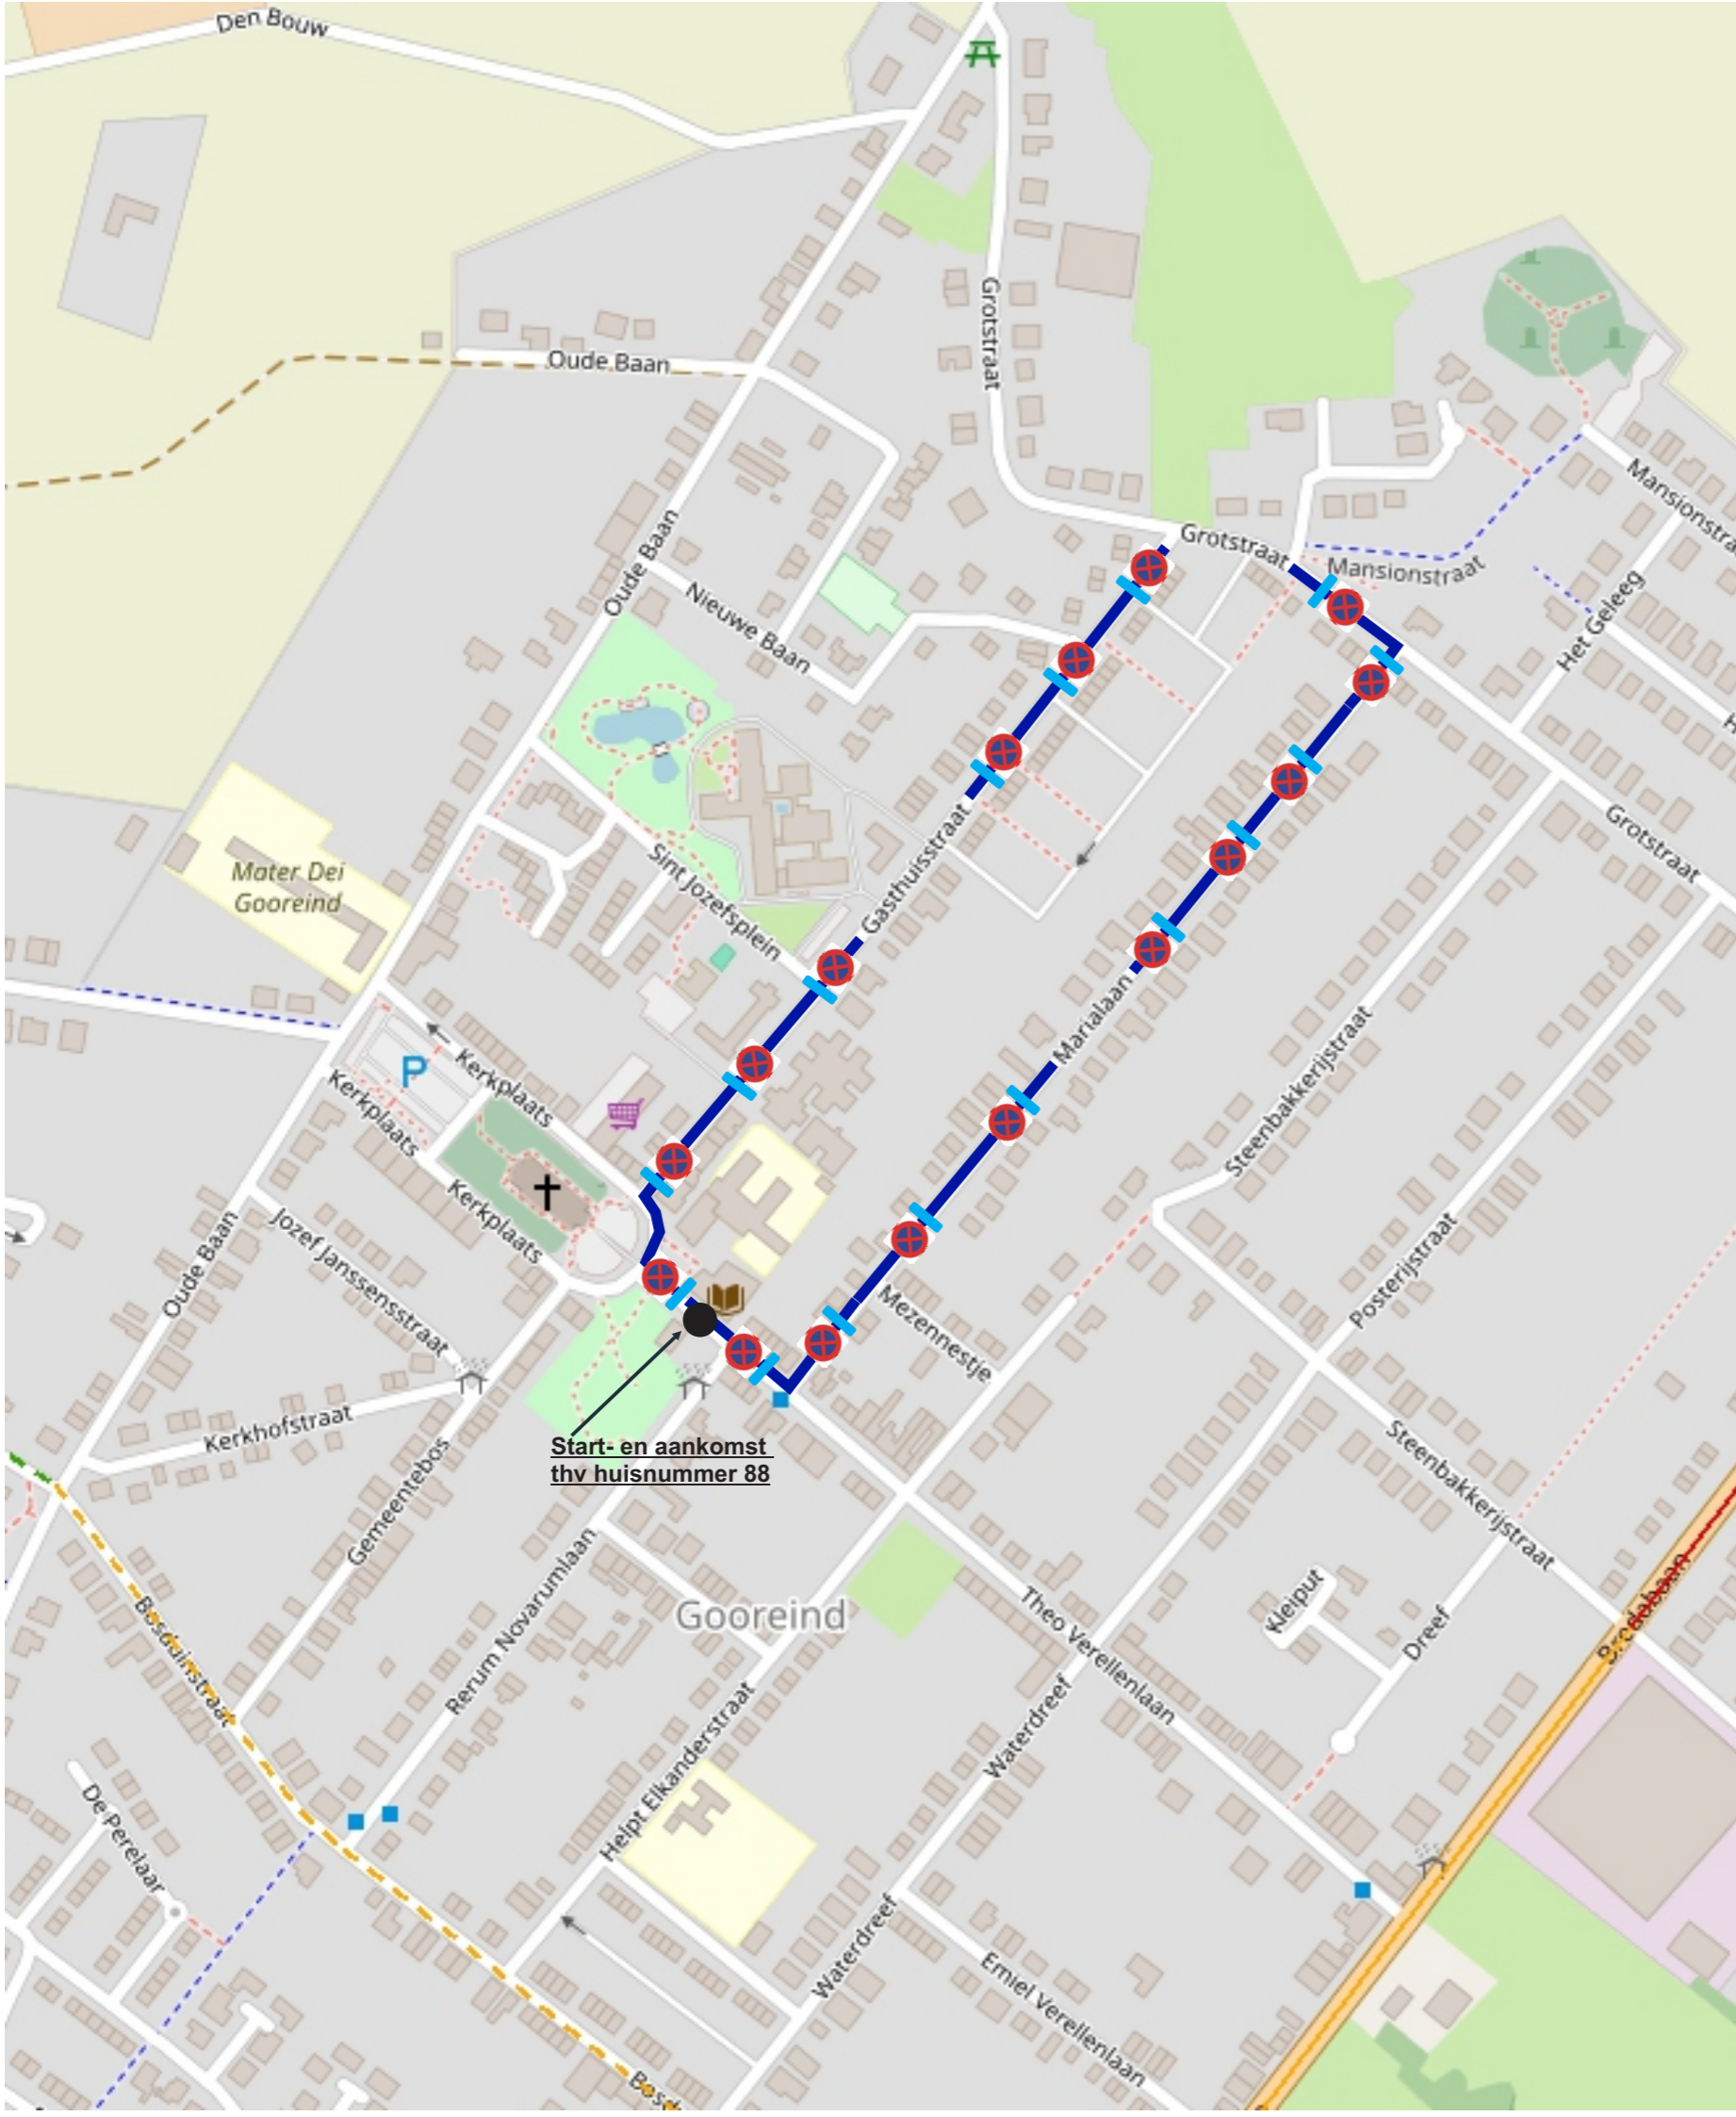 Den Bouw
Grotstraat
Oude Baan
Grotstraat
Mansionstraat
Mansionstra
Oude Baan
Nieuwe Baan
Het Geleeg
H
Grotstraat
Mater Dei
Gooreind
Sint Jozefsplein
Gasthuisstraat
Marialaan
Steenbakkerijstraat
Kerkplaats
P
Kerkplaats
Kerkplaats
Jozef Janssensstraat
Oude Baan
Posterijstraat
Mezennestje
Kerkhofstraat
Start- en aankomst
thv huisnummer 88
Gemeentebos
Steenbakkerijstraat
Rerum Novarumlaan
Gooreind
Theo Verellenlaan
Kleiput
Dreef
Bredabaan
Bosduinstraat
Helpt Elkanderstraat
Waterdreef
De Perelaar
Waterdreef
Emiel Verellenlaan
Bosd